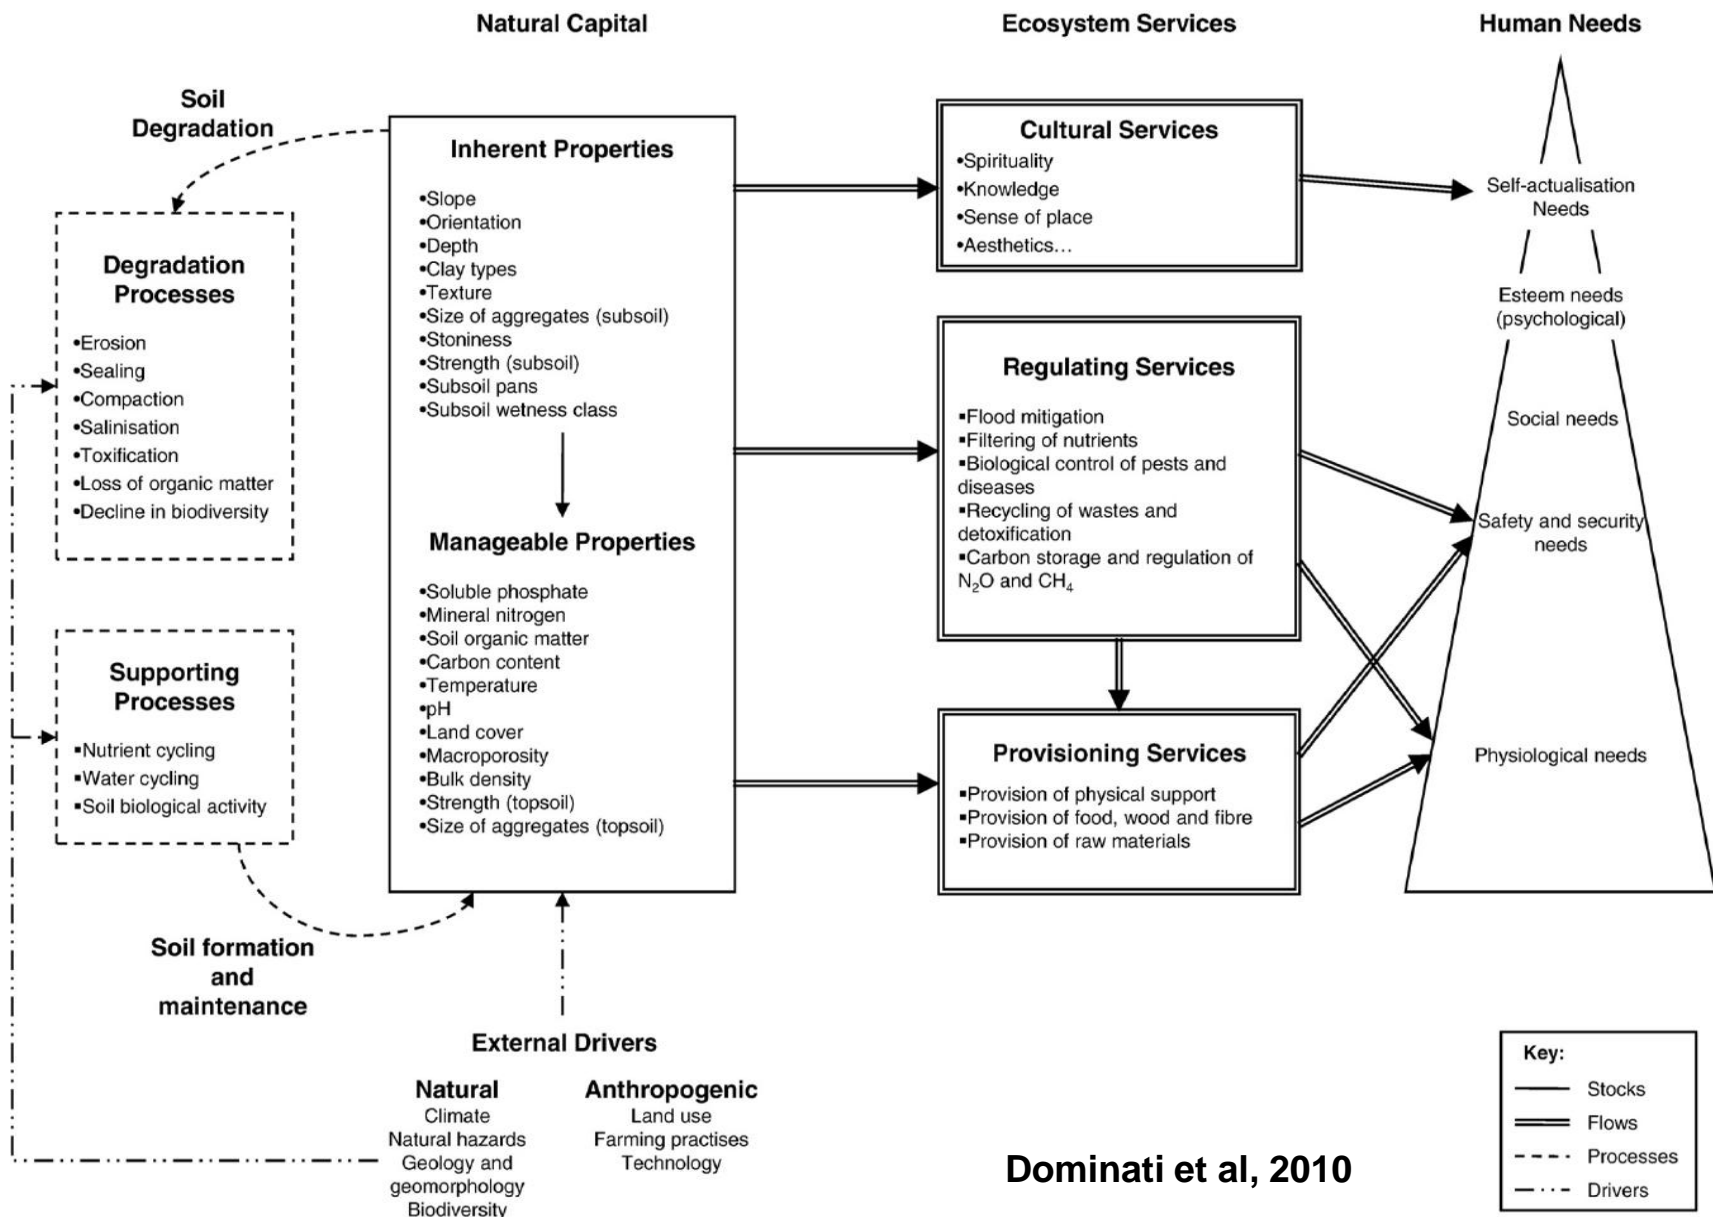 Natural Capital
Ecosystem Services
Human Needs
Soil
Degradation
Degradation
Processes
•Erosion
•Sealing
•Compaction
•Salinisation
•Toxification
•Loss of organic matter
•Decline in biodiversity
Supporting
Processes
▪Nutrient cycling
▪Water cycling
▪Soil biological activity
Soil formation
and
maintenance
Inherent Properties
•Slope
•Orientation
•Depth
•Clay types
•Texture
•Size of aggregates (subsoil)
•Stoniness
•Strength (subsoil)
•Subsoil pans
•Subsoil wetness class
Manageable Properties
•Soluble phosphate
•Mineral nitrogen
•Soil organic matter
•Carbon content
•Temperature
•pH
•Land cover
•Macroporosity
•Bulk density
•Strength (topsoil)
•Size of aggregates (topsoil)
External Drivers
Natural
Climate
Natural hazards
Geology and
geomorphology
Biodiversity
Anthropogenic
Land use
Farming practises
Technology
Cultural Services
•Spirituality
•Knowledge
•Sense of place
•Aesthetics…
Regulating Services
▪Flood mitigation
▪Filtering of nutrients
▪Biological control of pests and
diseases
▪Recycling of wastes and
detoxification
▪Carbon storage and regulation of
N₂O and CH₄
Provisioning Services
▪Provision of physical support
▪Provision of food, wood and fibre
▪Provision of raw materials
Self-actualisation
Needs
Esteem needs
(psychological)
Social needs
Safety and security
needs
Physiological needs
Dominati et al, 2010
Key:
Stocks
Flows
Processes
Drivers